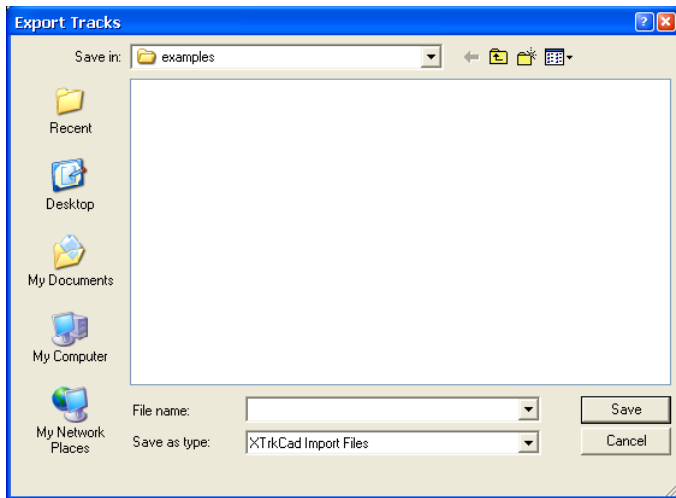 Export Tracks
Save in:
examples
Recent
Desktop
My Documents
My Computer
My Network
Places
File name:
Save
Save as type:
XTrkCad Import Files
Cancel